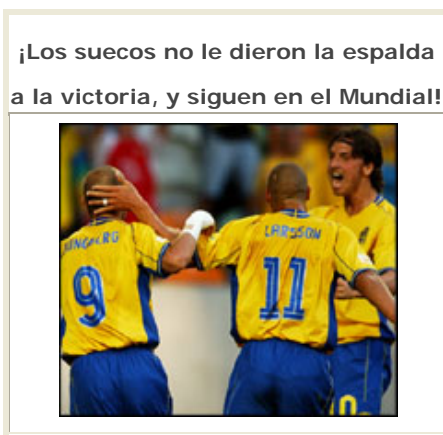 ¡Los suecos no le dieron la espalda
a la victoria, y siguen en el Mundial!
LARSSON
9
11